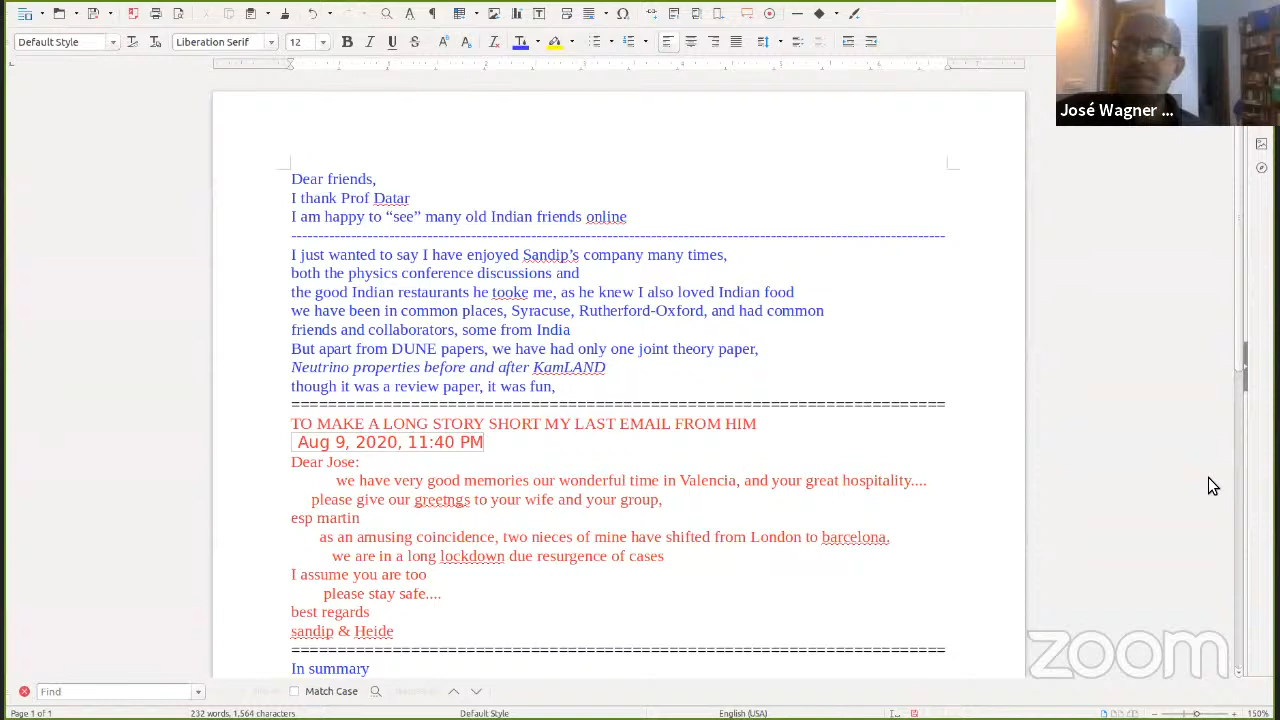 Default Style
Liberation Serif
12
José Wagner ...
Dear friends,
I thank Prof Datar
I am happy to “see” many old Indian friends online
I just wanted to say I have enjoyed Sandip’s company many times,
both the physics conference discussions and
the good Indian restaurants he tooke me, as he knew I also loved Indian food
we have been in common places, Syracuse, Rutherford-Oxford, and had common
friends and collaborators, some from India
But apart from DUNE papers, we have had only one joint theory paper,
Neutrino properties before and after KamLAND
though it was a review paper, it was fun,
==========================================================================
TO MAKE A LONG STORY SHORT MY LAST EMAIL FROM HIM
Aug 9, 2020, 11:40 PM
Dear Jose:
we have very good memories our wonderful time in Valencia, and your great hospitality....
please give our greetngs to your wife and your group,
esp martin
as an amusing coincidence, two nieces of mine have shifted from London to barcelona.
we are in a long lockdown due resurgence of cases
I assume you are too
please stay safe....
best regards
sandip & Heide
==========================================================================
In summary
zoom
Find
Match Case
Page 1 of 1
232 words, 1,564 characters
Default Style
English (USA)
150%